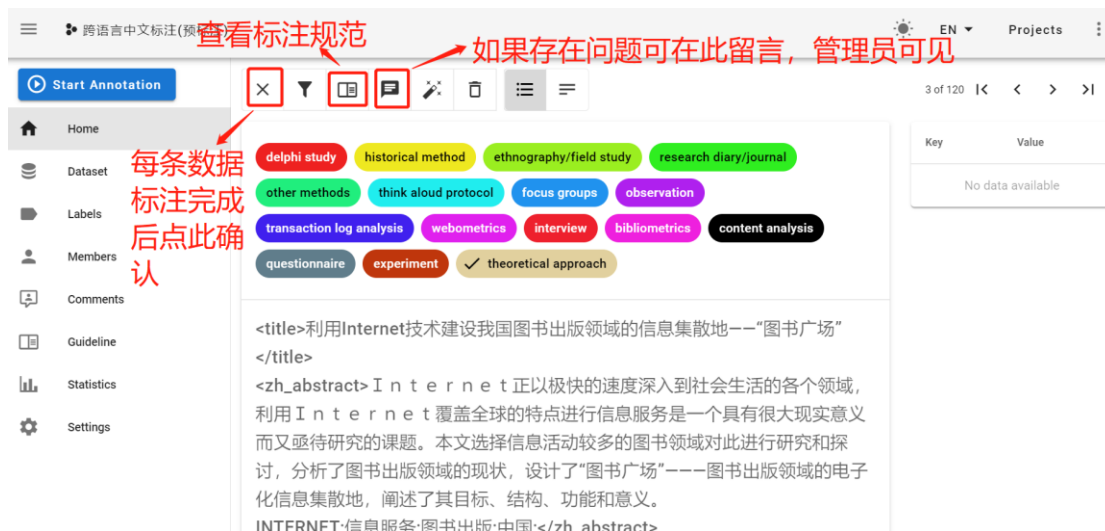 跨语言中文标注(预标注)
查看标注规范
EN
Projects
如果存在问题可在此留言，管理员可见
Start Annotation
3 of 120
Home
Dataset
Labels
Members
Comments
Guideline
Statistics
Settings
每条数据
标注完成
后点此确
认
delphi study
historical method
ethnography/field study
research diary/journal
other methods
think aloud protocol
focus groups
observation
transaction log analysis
webometrics
interview
bibliometrics
content analysis
questionnaire
experiment
theoretical approach
Key
Value
No data available
<title>利用Internet技术建设我国图书出版领域的信息集散地——“图书广场”
</title>
<zh_abstract>Ｉｎｔｅｒｎｅｔ正以极快的速度深入到社会生活的各个领域，
利用Ｉｎｔｅｒｎｅｔ覆盖全球的特点进行信息服务是一个具有很大现实意义
而又亟待研究的课题。本文选择信息活动较多的图书领域对此进行研究和探
讨，分析了图书出版领域的现状，设计了“图书广场”———图书出版领域的电子
化信息集散地，阐述了其目标、结构、功能和意义。
INTERNET;信息服务;图书出版;中国;</zh_abstract>